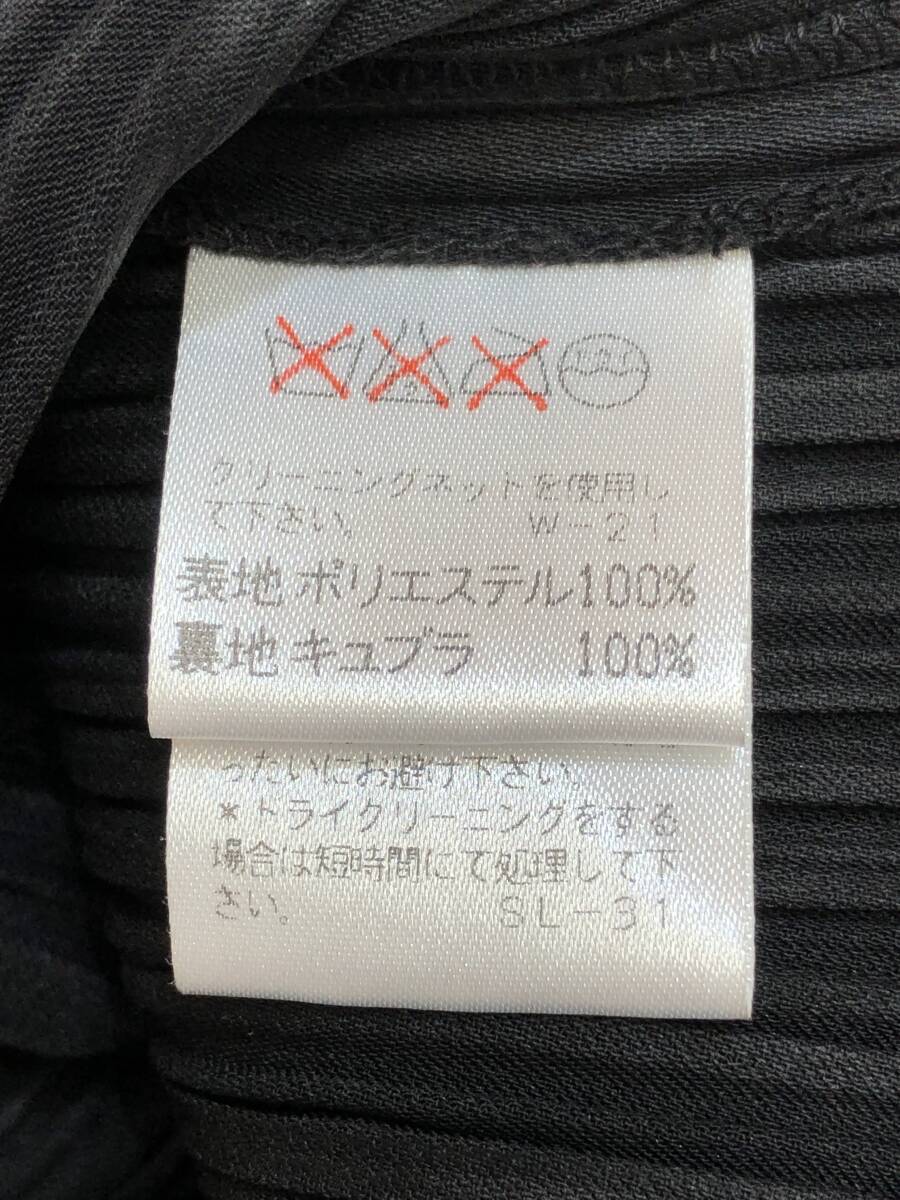 クリーニングネットを使用し
て下さい。 W-21
表地 ポリエステル100%
裏地 キュプラ 100%
ったいにお避け下さい。
*ドライクリーニングをする
場合は短時間にて処理して下
さい。 SL-31